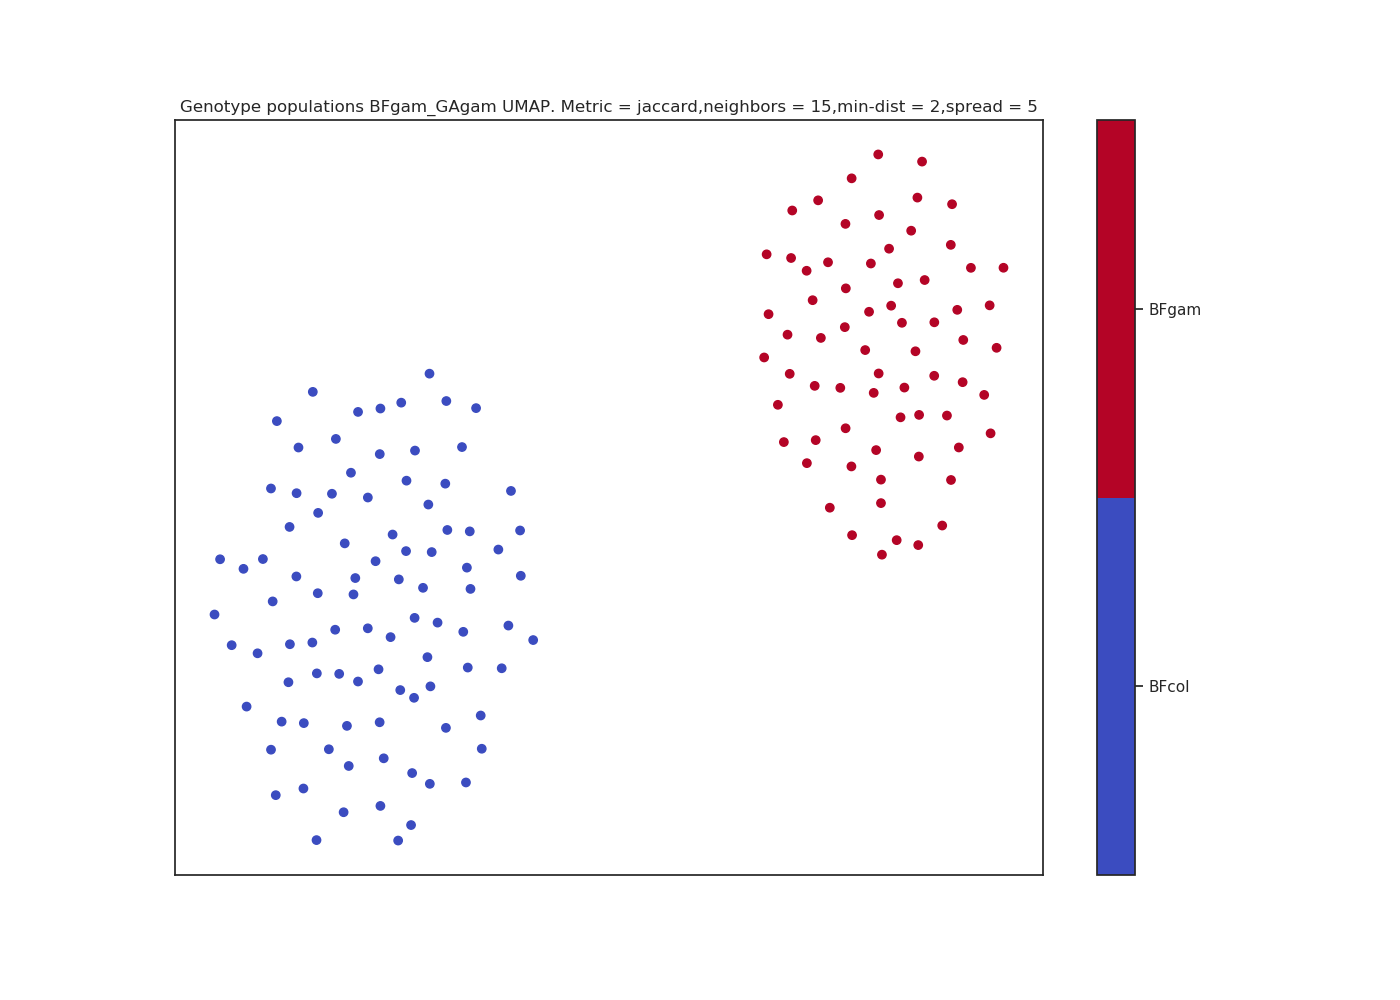 Genotype populations BFgam_GAgam UMAP. Metric = jaccard,neighbors = 15,min-dist = 2,spread = 5
BFgam
BFcol